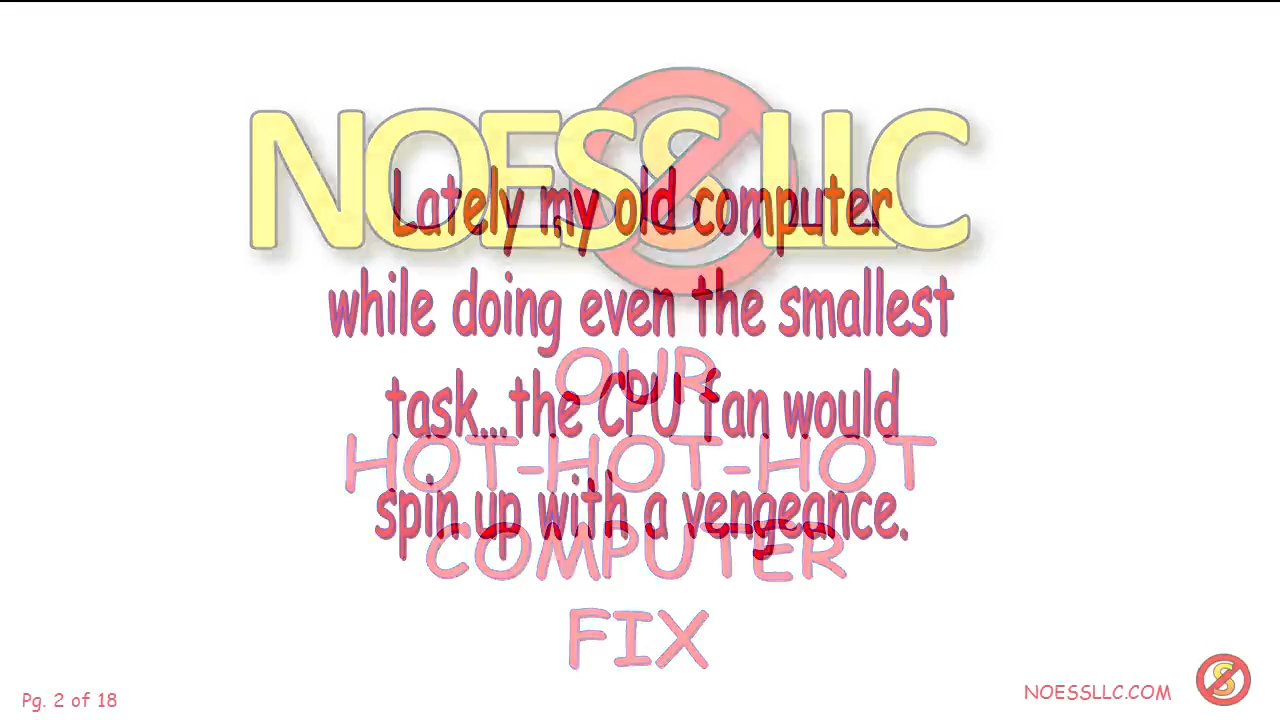 NOESS LLC
Lately my old computer
while doing even the smallest
task...the CPU fan would
spin up with a vengeance.
OUR
HOT-HOT-HOT
COMPUTER
FIX
Pg. 2 of 18
NOESSLLC.COM
S